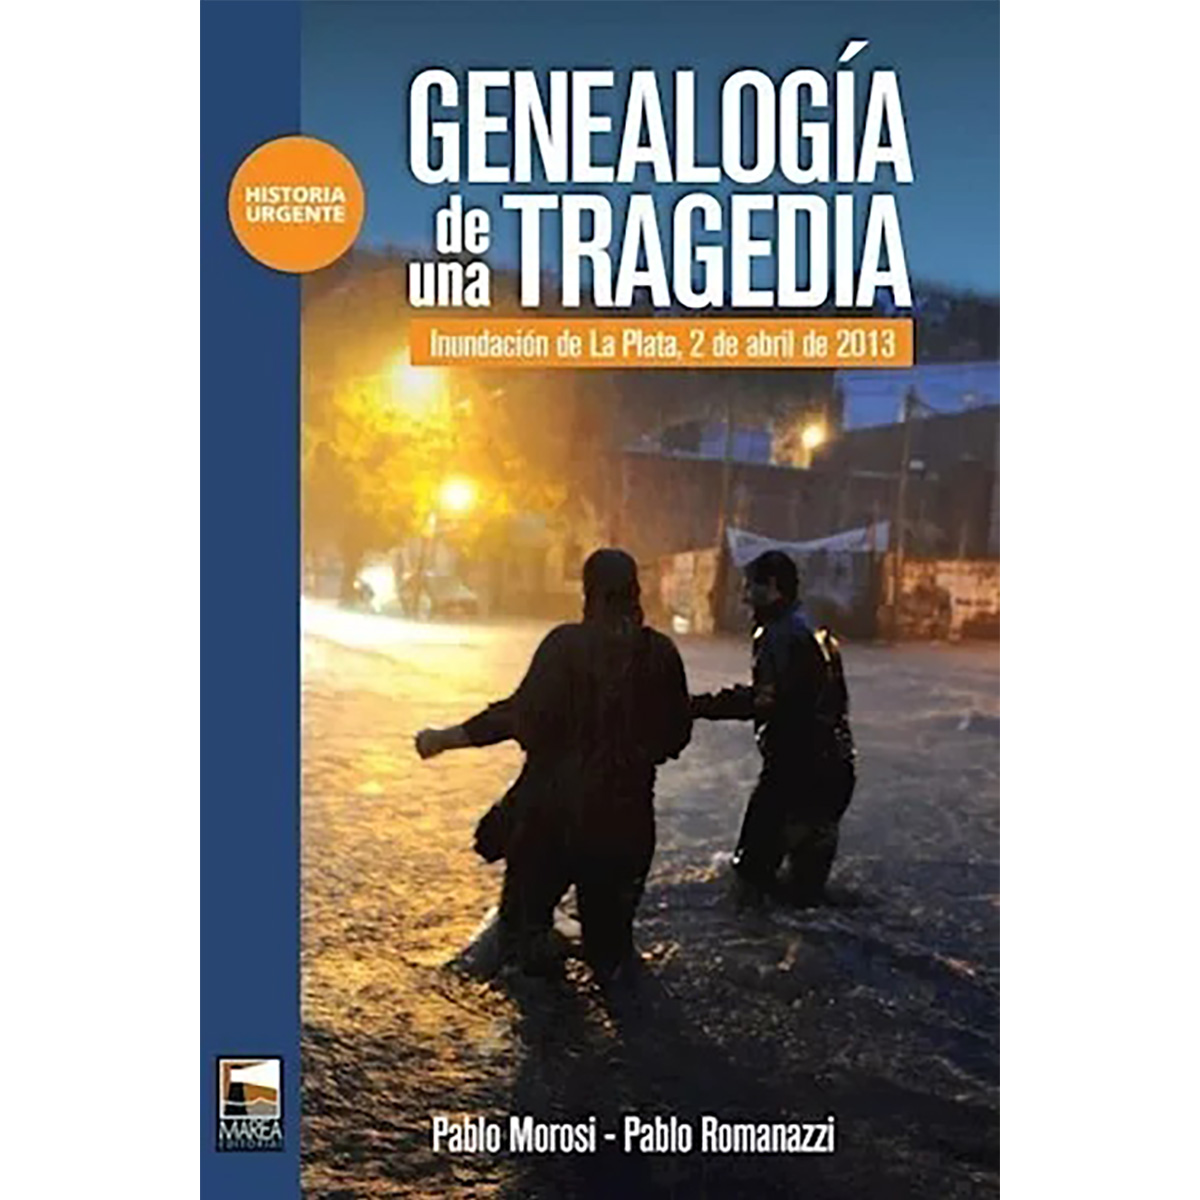 GENEALOGÍA
de una TRAGEDIA
HISTORIA
URGENTE
Inundación de La Plata, 2 de abril de 2013
Pablo Morosi - Pablo Romanazzi
MAREA
EDITORIAL